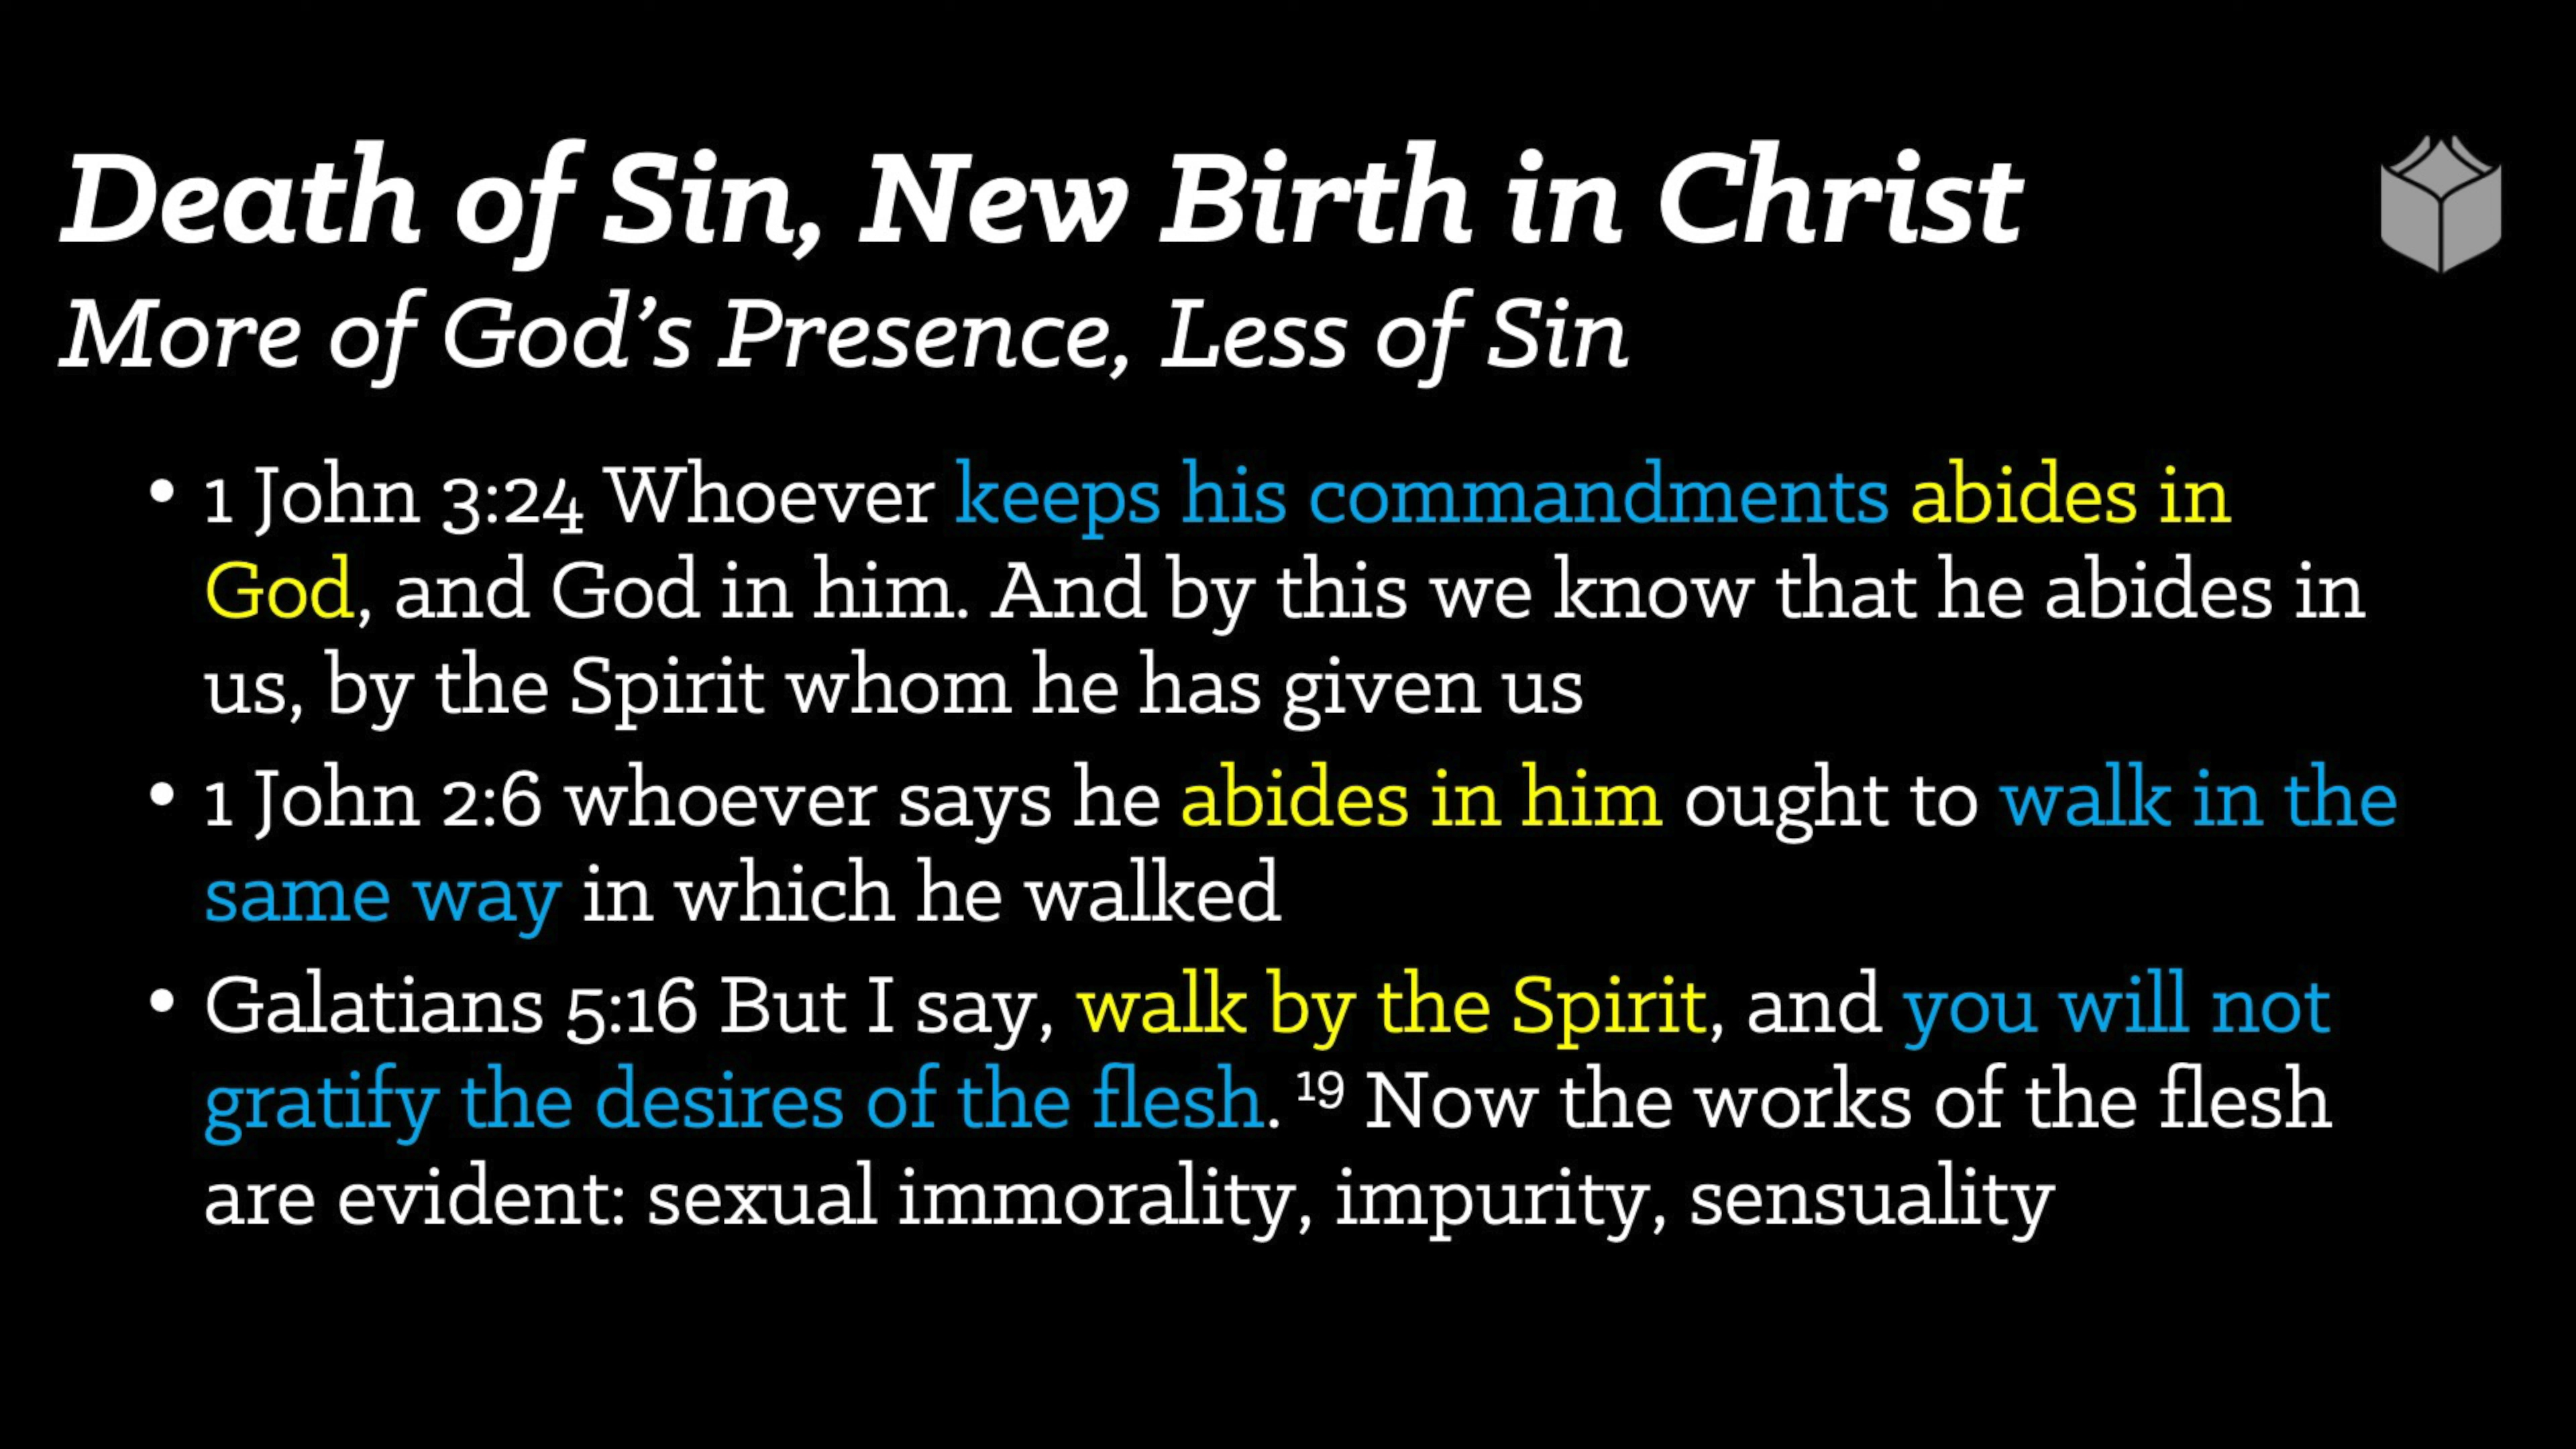 Death of Sin, New Birth in Christ
More of God’s Presence, Less of Sin
• 1 John 3:24 Whoever keeps his commandments abides in
God, and God in him. And by this we know that he abides in
us, by the Spirit whom he has given us
• 1 John 2:6 whoever says he abides in him ought to walk in the
same way in which he walked
• Galatians 5:16 But I say, walk by the Spirit, and you will not
gratify the desires of the flesh. 19 Now the works of the flesh
are evident: sexual immorality, impurity, sensuality